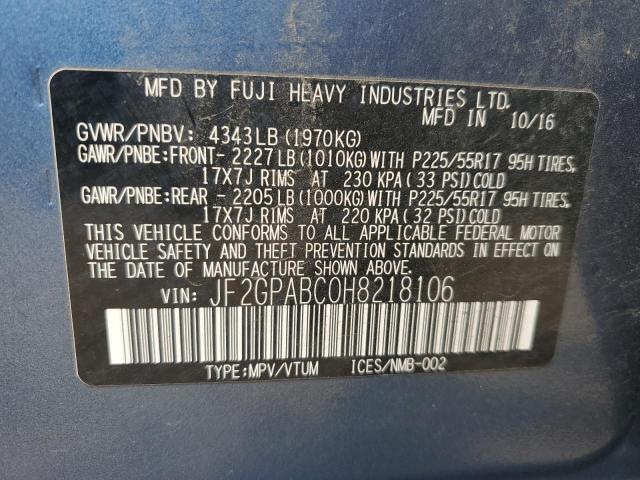 MFD BY FUJI HEAVY INDUSTRIES LTD.
MFD IN 10/16
GVWR/PNBV: 4343LB (1970KG)
GAWR/PNBE:FRONT- 2227LB (1010KG) WITH P225/55R17 95H TIRES,
17X7J RIMS AT 230 KPA (33 PSI) COLD
GAWR/PNBE:REAR - 2205LB (1000KG) WITH P225/55R17 95H TIRES,
17X7J RIMS AT 220 KPA (32 PSI) COLD
THIS VEHICLE CONFORMS TO ALL APPLICABLE FEDERAL MOTOR
VEHICLE SAFETY AND THEFT PREVENTION STANDARDS IN EFFECT ON
THE DATE OF MANUFACTURE SHOWN ABOVE.
VIN: JF2GPABC0H8218106
TYPE:MPV/VTUM ICES/NMB-002